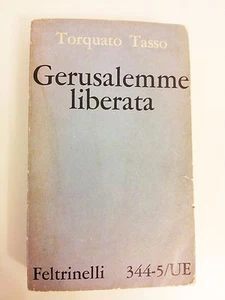 Torquato Tasso
Gerusalemme
liberata
Feltrinelli 344-5/UE